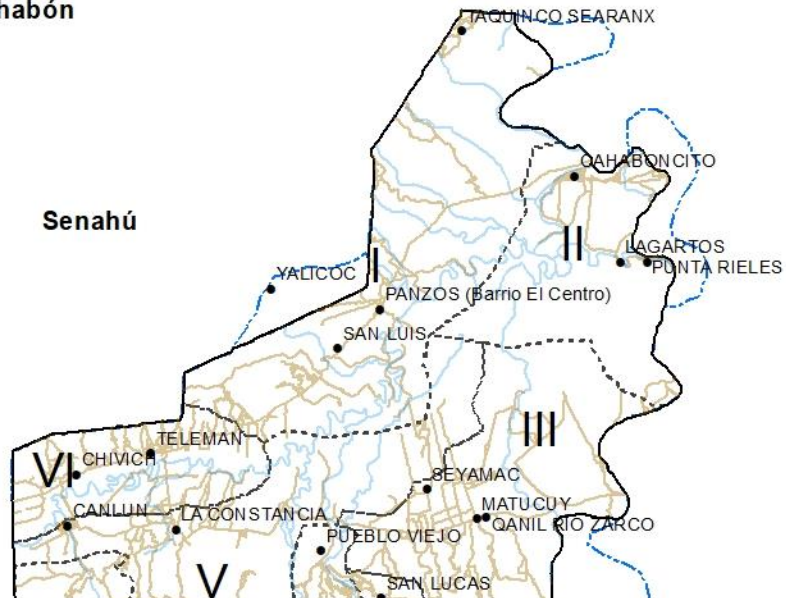 habón
TAQUINCO SEARANX
CAHABONCITO
Senahú
II
LAGARTOS
PUNTA RIELES
YALICOC
I
PANZOS (Barrio El Centro)
SAN LUIS
III
TELEMAN
VI
CHIVICH
SEYAMAC
MATUCUY
CANLUN
LA CONSTANCIA
QANIL RIO ZARCO
PUEBLO VIEJO
V
SAN LUCAS